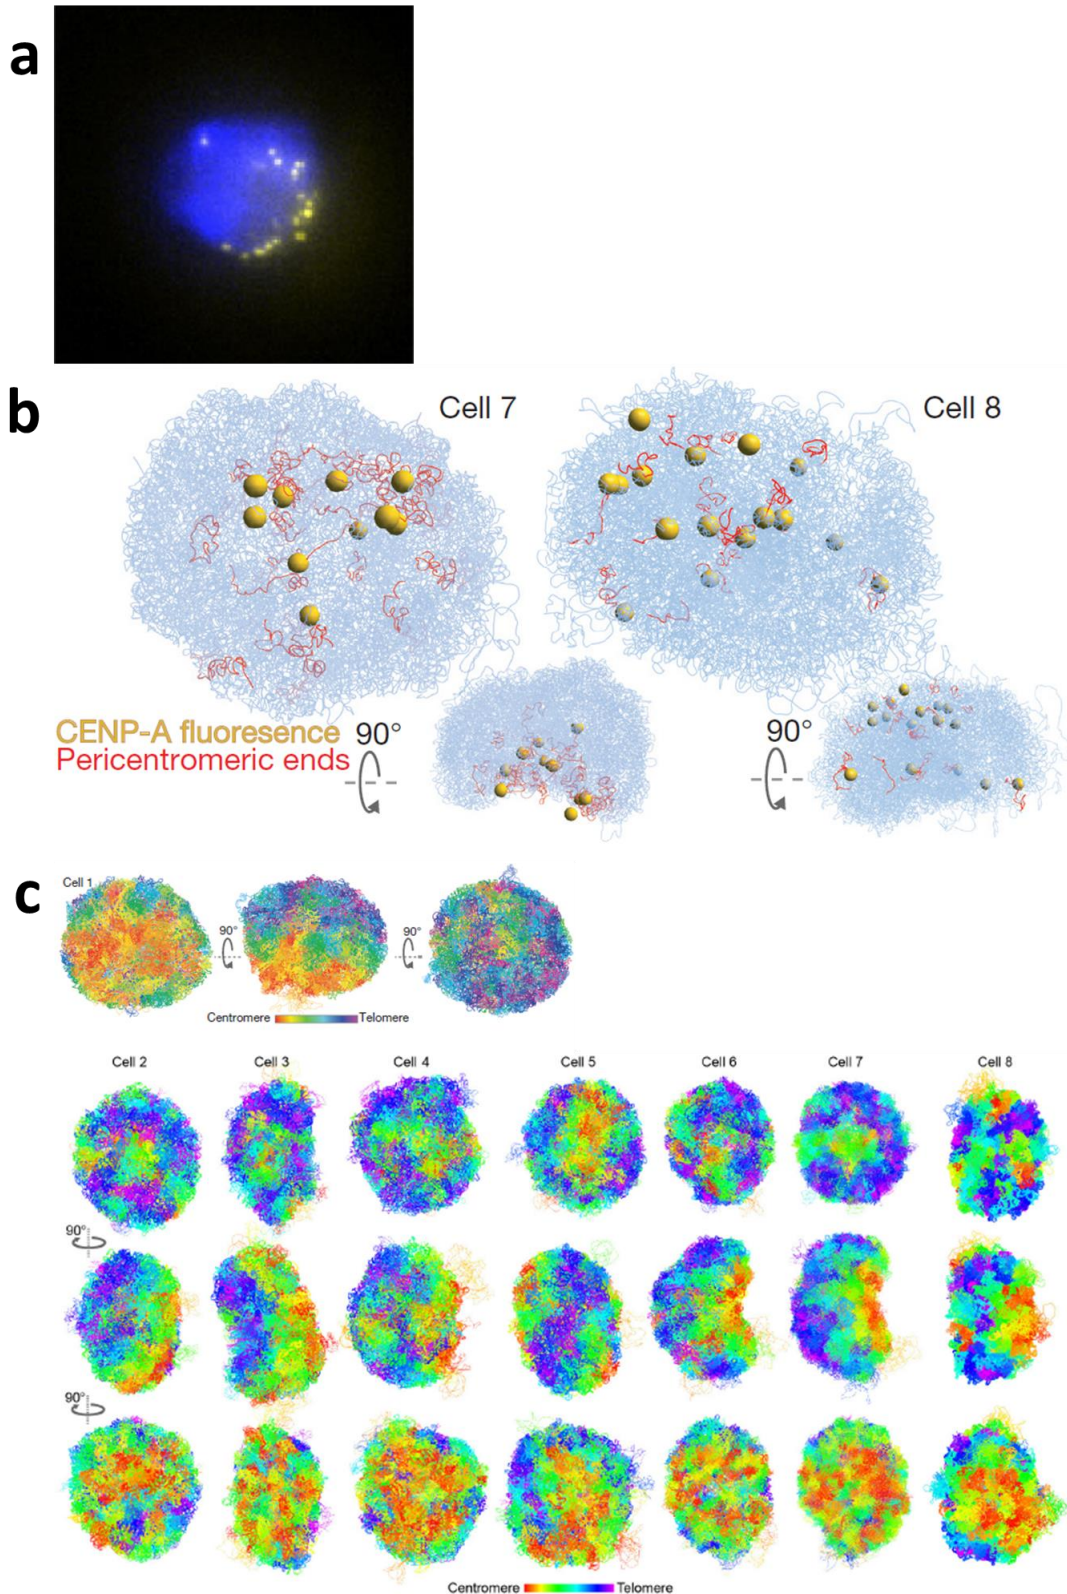 a
b
Cell 7
Cell 8
CENP-A fluoresence
Pericentromeric ends
90°
90°
c
Cell 1
90°
90°
Centromere
Telomere
Cell 2
Cell 3
Cell 4
Cell 5
Cell 6
Cell 7
Cell 8
90°
90°
Centromere
Telomere